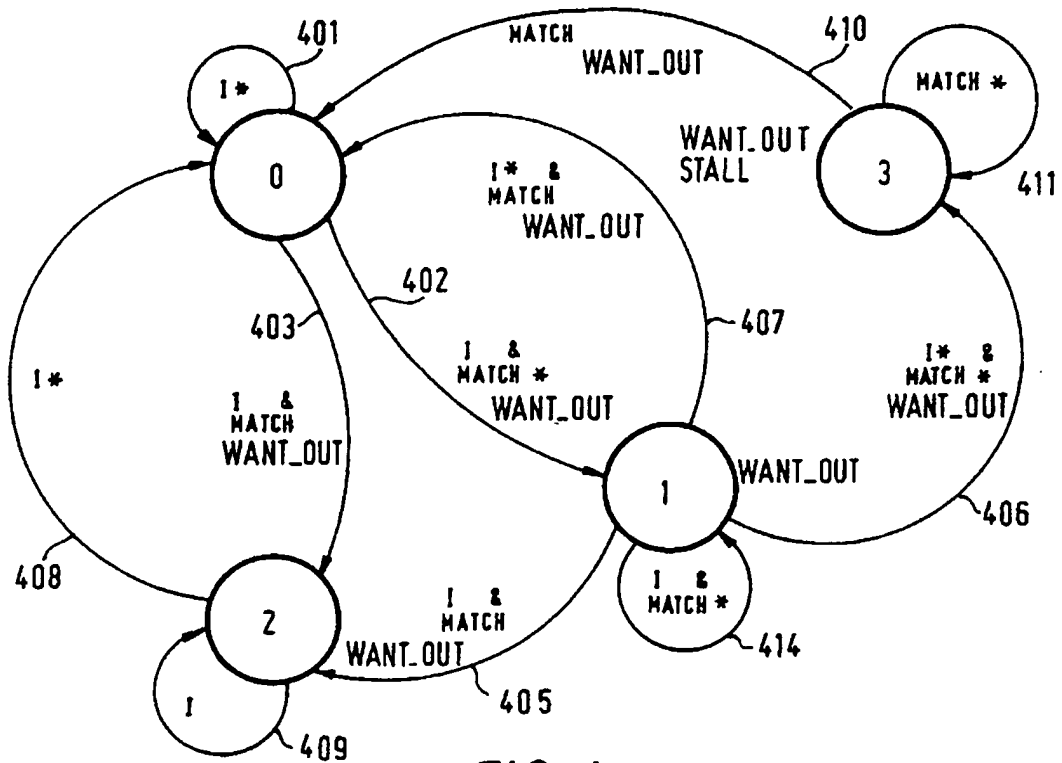 401
MATCH
410
WANT_OUT
I*
MATCH *
WANT_OUT
STALL
0
3
I* &
MATCH
WANT_OUT
411
402
403
407
I &
MATCH *
WANT_OUT
I* &
MATCH *
WANT_OUT
I*
I &
MATCH
WANT_OUT
1
WANT_OUT
406
408
I &
MATCH *
414
2
I &
MATCH
WANT_OUT
405
I
409